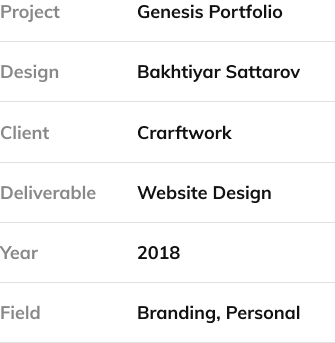 Project Genesis Portfolio
Design Bakhtiyar Sattarov
Client Crarftwork
Deliverable Website Design
Year 2018
Field Branding, Personal